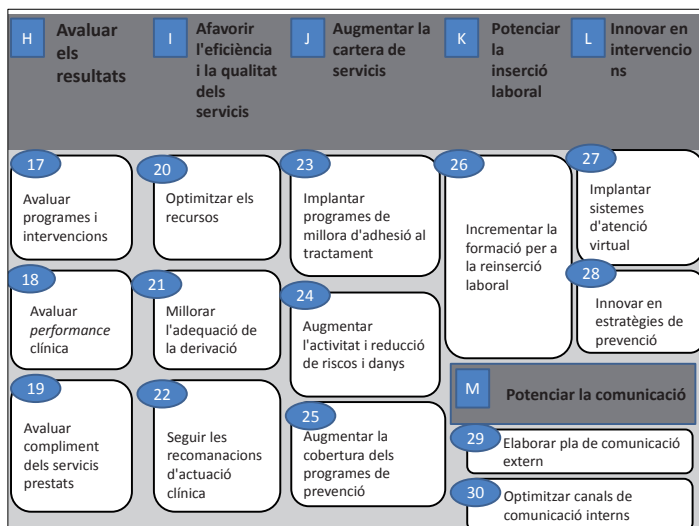 H
Avaluar
els
resultats
I
Afavorir
l'eficiència
i la qualitat
dels
servicis
J
Augmentar la
cartera de
servicis
K
Potenciar
la
inserció
laboral
L
Innovar en
intervencio
ns
17
Avaluar
programes i
intervencions
18
Avaluar
performance
clínica
19
Avaluar
compliment
dels servicis
prestats
20
Optimitzar els
recursos
21
Millorar
l'adequació de
la derivació
22
Seguir les
recomanacions
d'actuació
clínica
23
Implantar
programes de
millora d'adhesió al
tractament
24
Augmentar
l'activitat i reducció
de riscos i danys
25
Augmentar la
cobertura dels
programes de
prevenció
26
Incrementar la
formació per a
la reinserció
laboral
27
Implantar
sistemes
d'atenció
virtual
28
Innovar en
estratègies de
prevenció
M
Potenciar la comunicació
29
Elaborar pla de comunicació
extern
30
Optimitzar canals de
comunicació interns